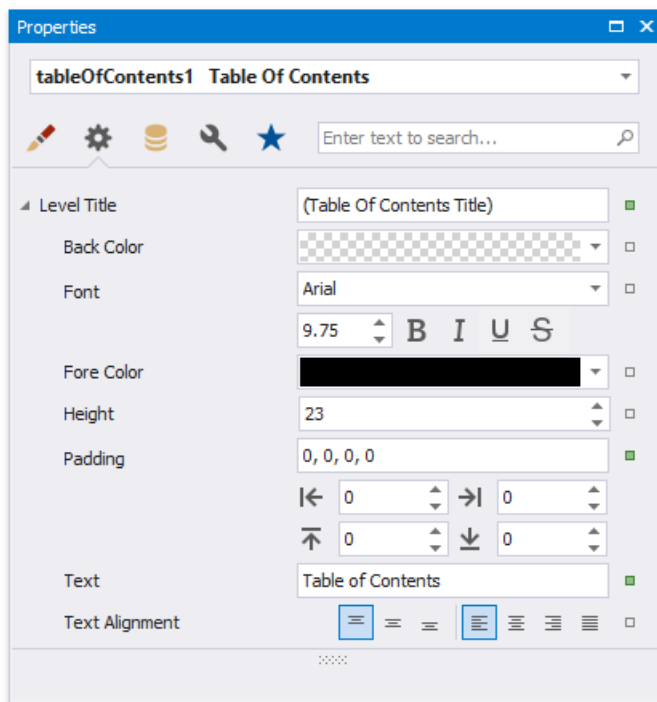 Properties
tableOfContents1 Table Of Contents
Enter text to search...
Level Title (Table Of Contents Title)
Back Color
Font Arial
9.75 B I U S
Fore Color
Height 23
Padding 0, 0, 0, 0
0 0
0 0
Text Table of Contents
Text Alignment